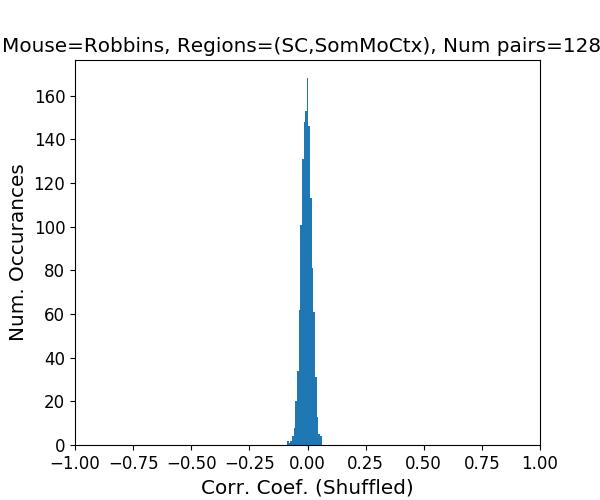 Mouse=Robbins, Regions=(SC,SomMoCtx), Num pairs=128
160
140
120
100
80
60
40
20
0
Num. Occurances
−1.00 −0.75 −0.50 −0.25 0.00 0.25 0.50 0.75 1.00
Corr. Coef. (Shuffled)